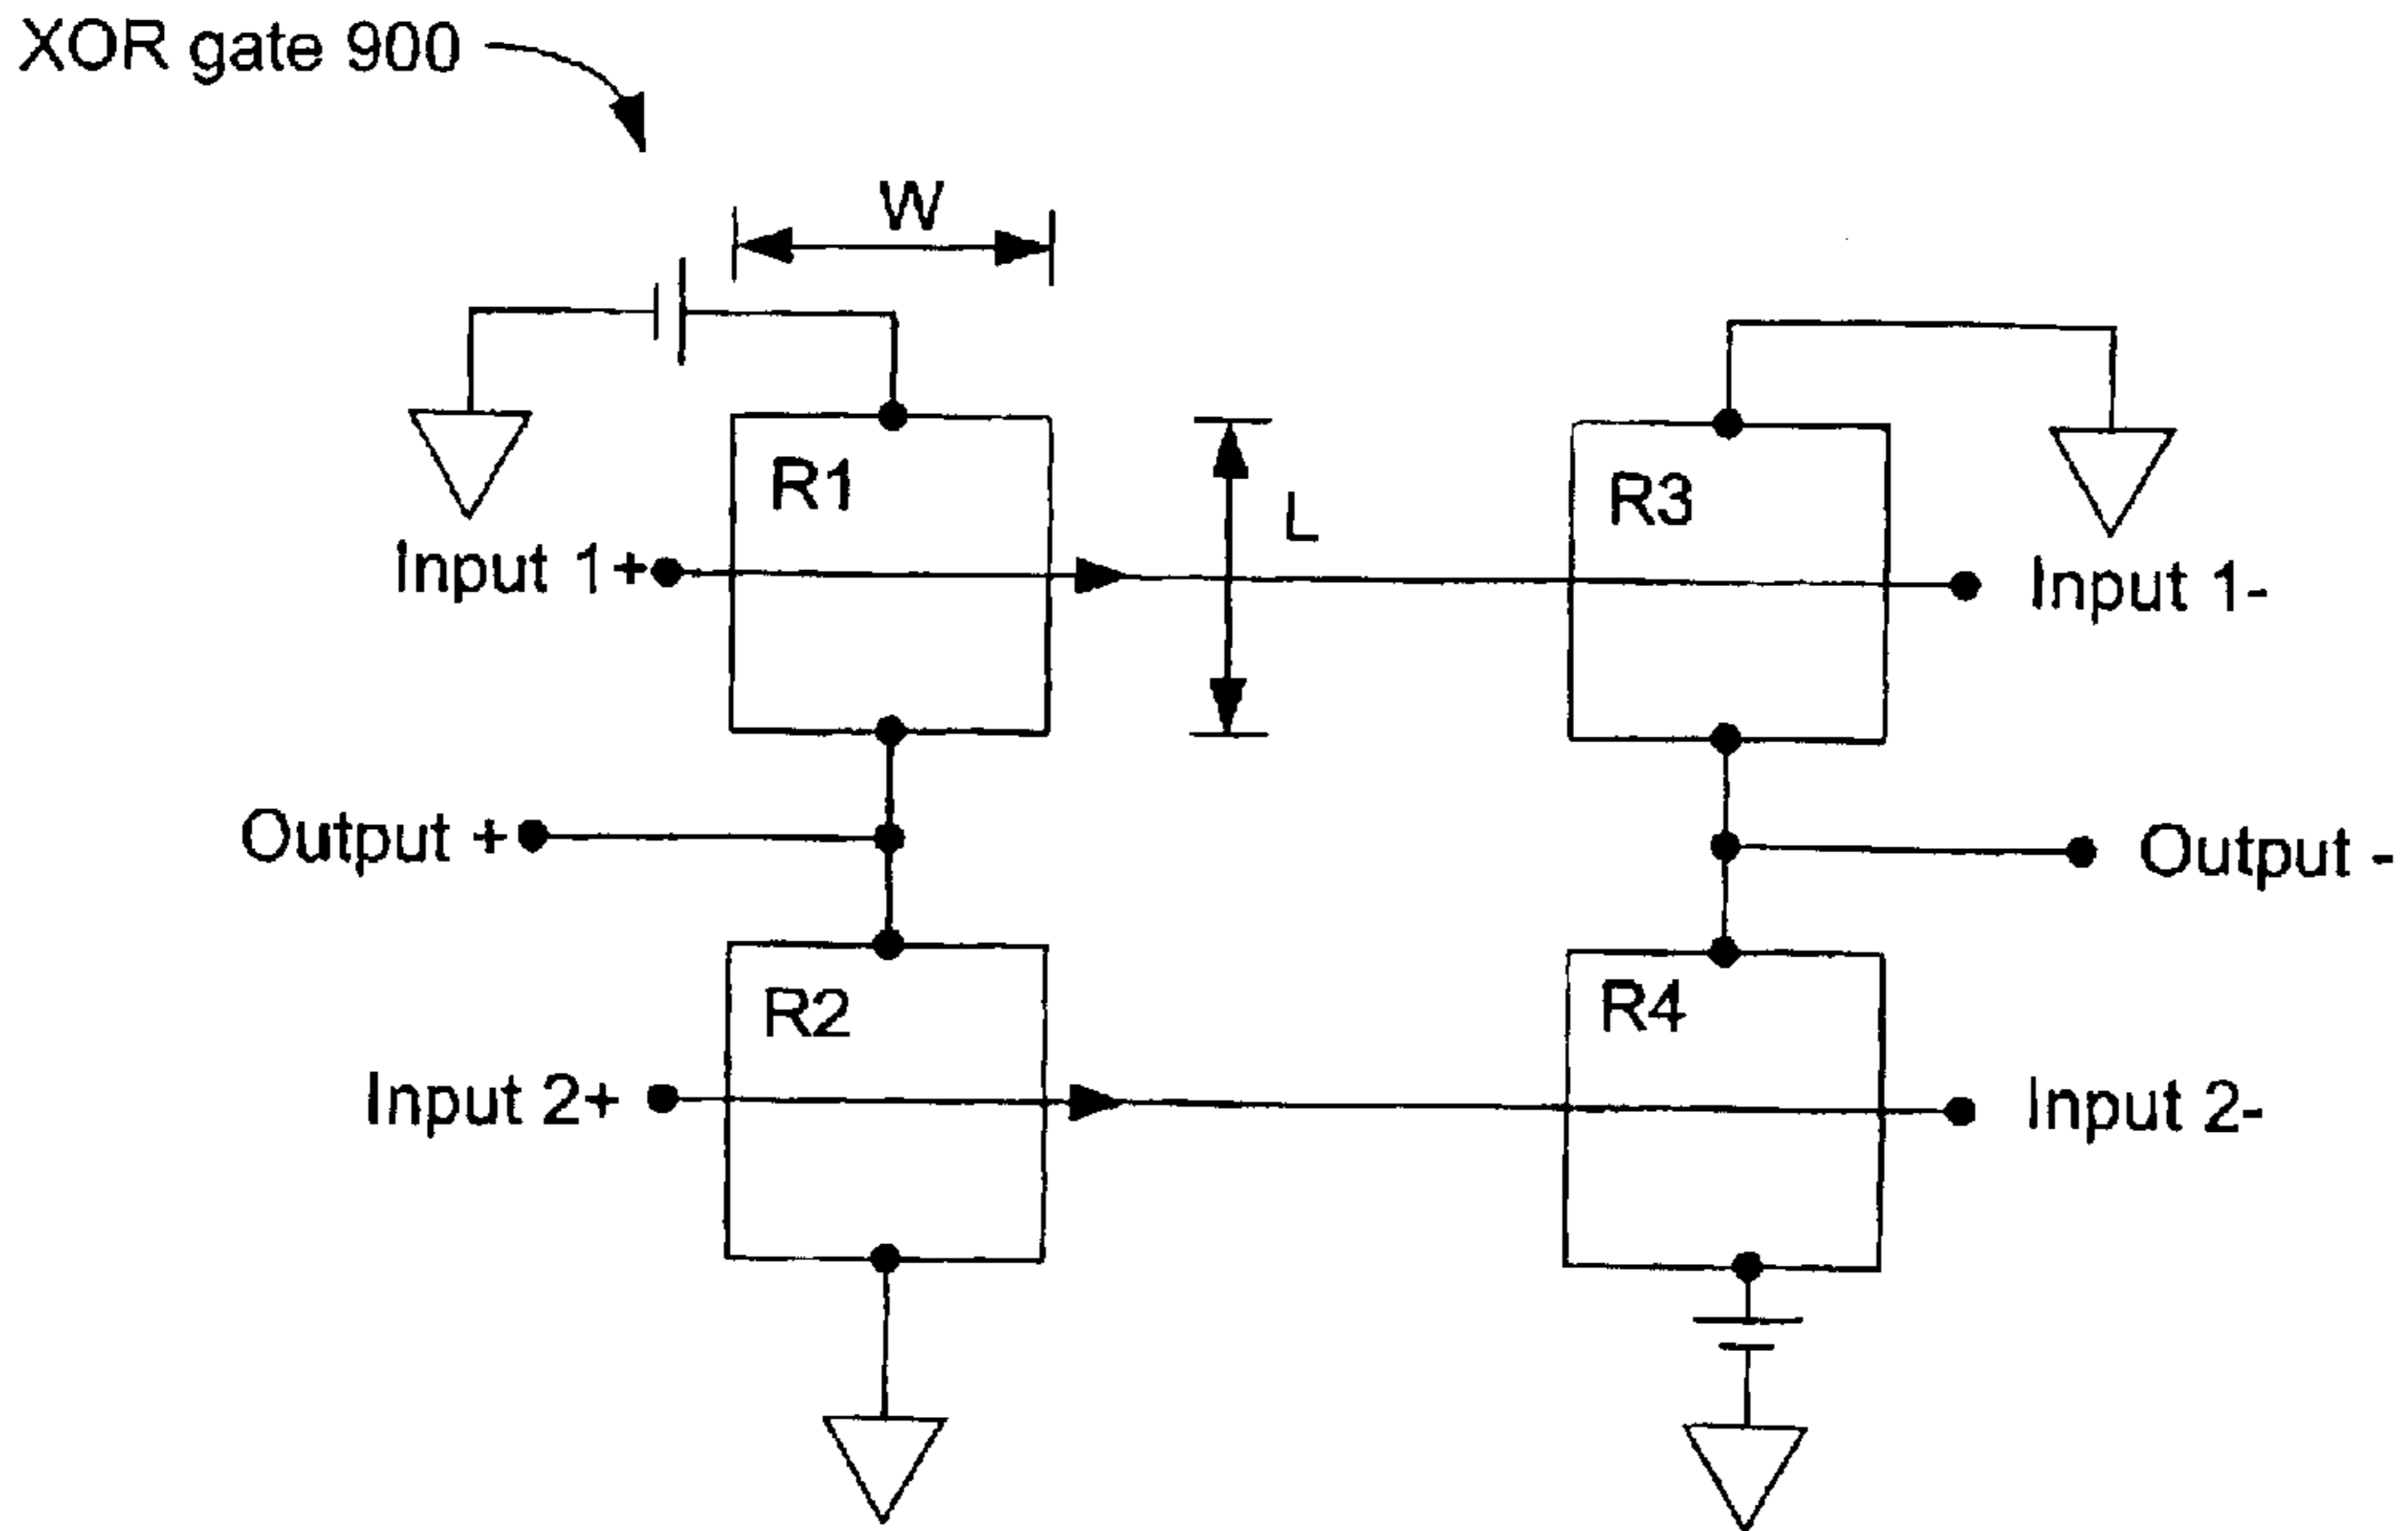 XOR gate 900
W
R1
R3
L
Input 1+
Input 1-
Output +
Output -
R2
R4
Input 2+
Input 2-